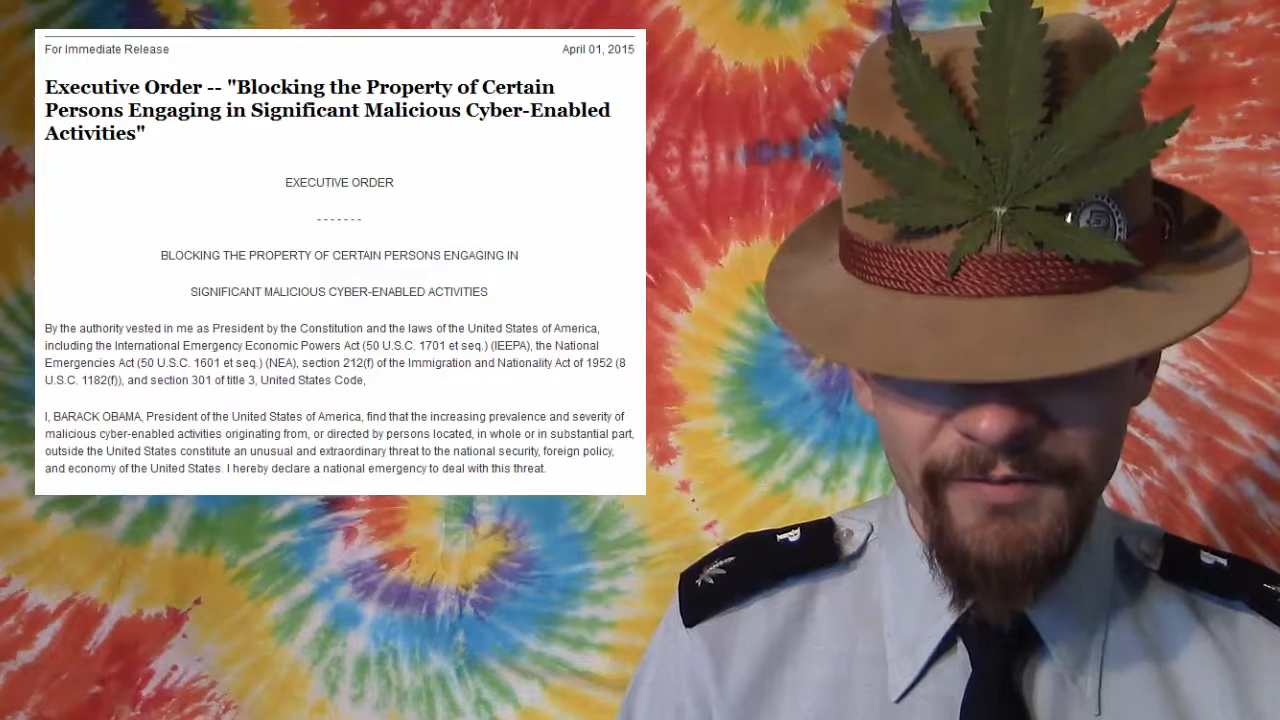 For Immediate Release April 01, 2015
Executive Order -- "Blocking the Property of Certain
Persons Engaging in Significant Malicious Cyber-Enabled
Activities"
EXECUTIVE ORDER
- - - - - - -
BLOCKING THE PROPERTY OF CERTAIN PERSONS ENGAGING IN
SIGNIFICANT MALICIOUS CYBER-ENABLED ACTIVITIES
By the authority vested in me as President by the Constitution and the laws of the United States of America,
including the International Emergency Economic Powers Act (50 U.S.C. 1701 et seq.) (IEEPA), the National
Emergencies Act (50 U.S.C. 1601 et seq.) (NEA), section 212(f) of the Immigration and Nationality Act of 1952 (8
U.S.C. 1182(f)), and section 301 of title 3, United States Code,
I, BARACK OBAMA, President of the United States of America, find that the increasing prevalence and severity of
malicious cyber-enabled activities originating from, or directed by persons located, in whole or in substantial part,
outside the United States constitute an unusual and extraordinary threat to the national security, foreign policy,
and economy of the United States. I hereby declare a national emergency to deal with this threat.
P